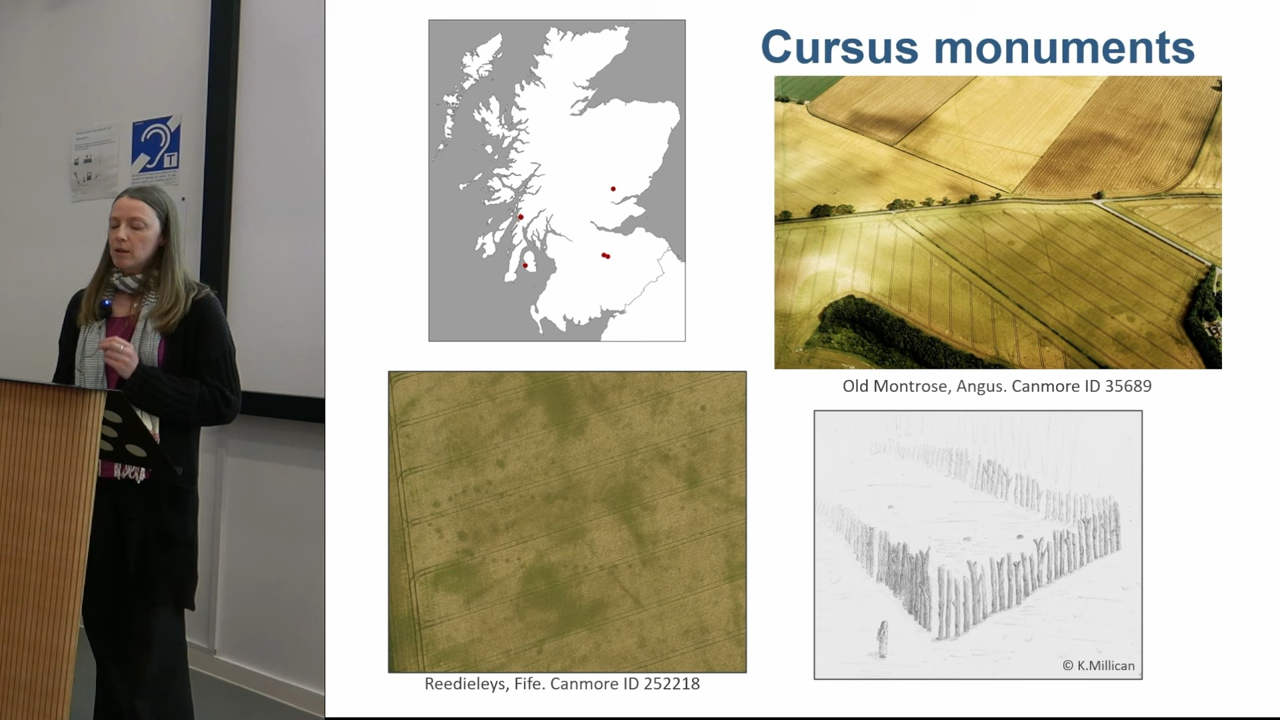 Cursus monuments
Old Montrose, Angus. Canmore ID 35689
Reedieleys, Fife. Canmore ID 252218
© K.Millican
T